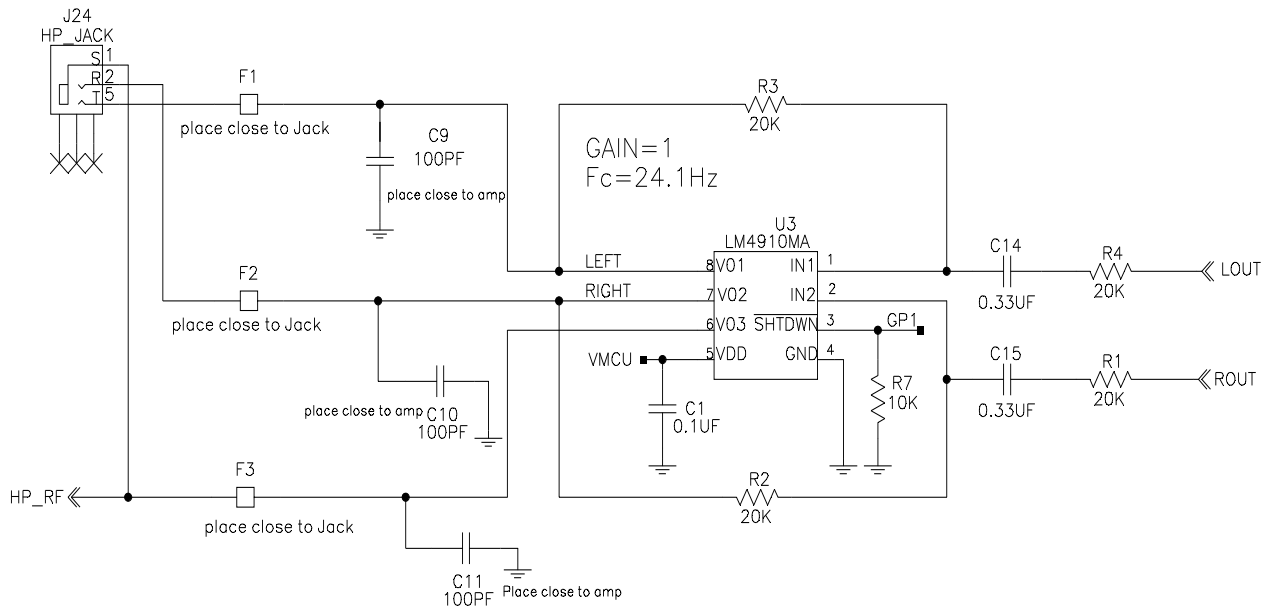 J24
HP_JACK
S 1
R 2
T 5
F1
place close to Jack
C9
100PF
place close to amp
R3
20K
GAIN=1
Fc=24.1Hz
U3
LM4910MA
LEFT
8 VO1
IN1 1
C14
0.33UF
R4
20K
LOUT
F2
place close to Jack
RIGHT
7 VO2
IN2 2
6 VO3
SHTDWN 3
GP1
VMCU
5 VDD
GND 4
C15
0.33UF
R1
20K
ROUT
R7
10K
C1
0.1UF
place close to amp
C10
100PF
F3
HP_RF
place close to Jack
R2
20K
C11
100PF
Place close to amp